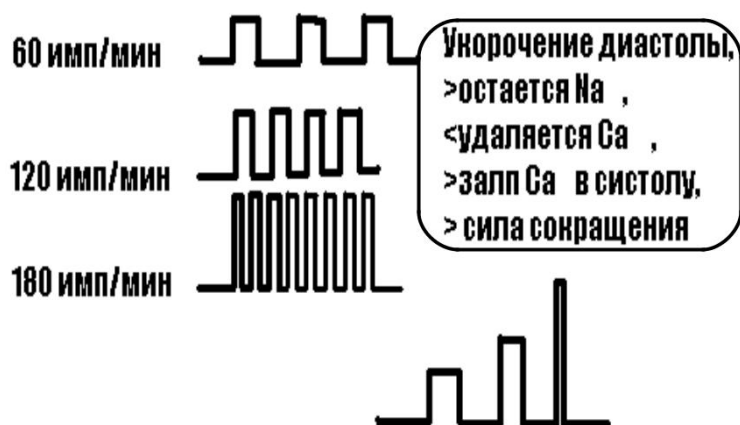 60 имп/мин
120 имп/мин
180 имп/мин
Укорочение диастолы,
>остается Na ,
<удаляется Ca ,
>залп Ca в систолу,
> сила сокращения